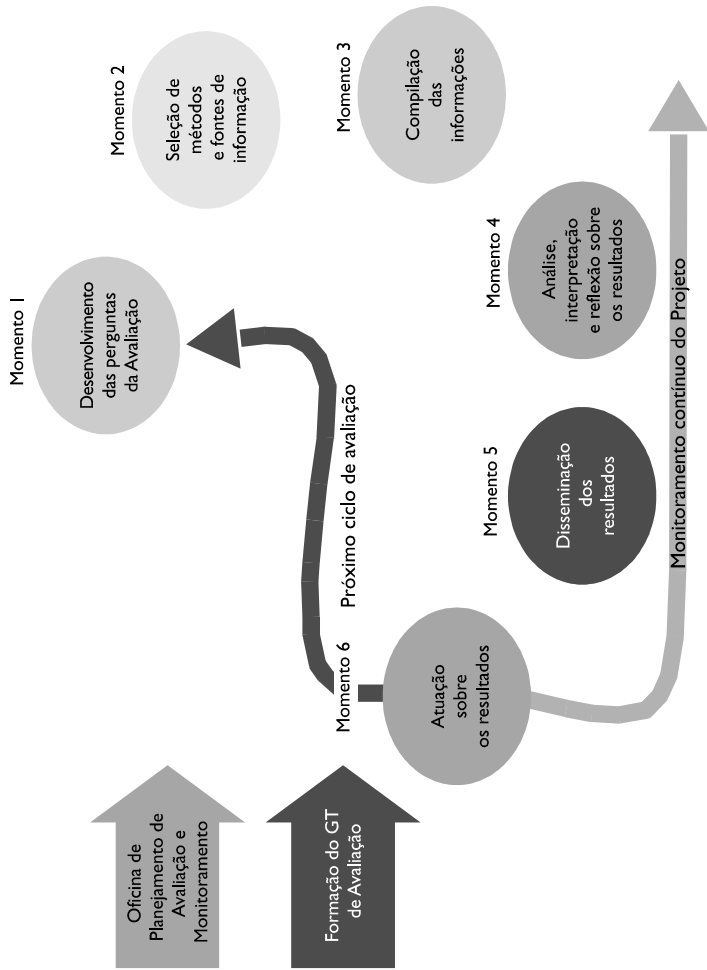 Oficina de
Planejamento de
Avaliação e
Monitoramento
Formação do GT
de Avaliação
Momento 1
Desenvolvimento
das perguntas
da Avaliação
Momento 2
Seleção de
métodos
e fontes de
informação
Momento 3
Compilação
das
informações
Momento 4
Análise,
interpretação
e reflexão sobre
os resultados
Momento 5
Disseminação
dos
resultados
Momento 6
Atuação
sobre
os resultados
Próximo ciclo de avaliação
Monitoramento contínuo do Projeto